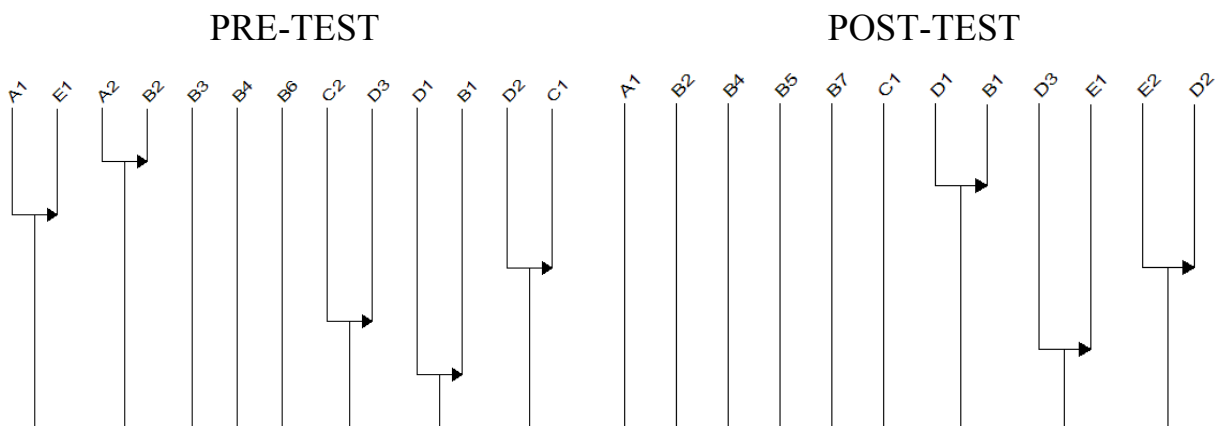 PRE-TEST POST-TEST
A1 E1 A2 B2 B3 B4 B6 C2 D3 D1 B1 D2 C1 A1 B2 B4 B5 B7 C1 D1 B1 D3 E1 E2 D2